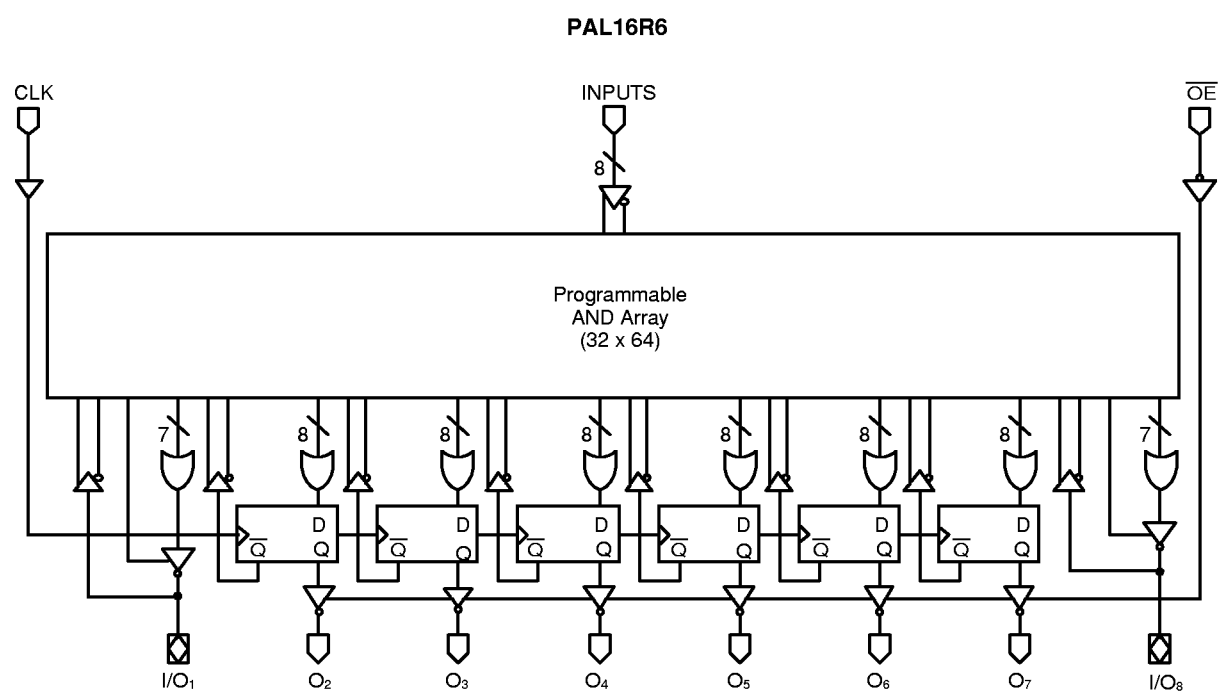 PAL16R6
CLK INPUTS OE
8
Programmable
AND Array
(32 x 64)
7 8 8 8 8 8 8 7
D D D D D D
Q Q Q Q Q Q Q Q Q Q Q Q
I/O1 O2 O3 O4 O5 O6 O7 I/O8